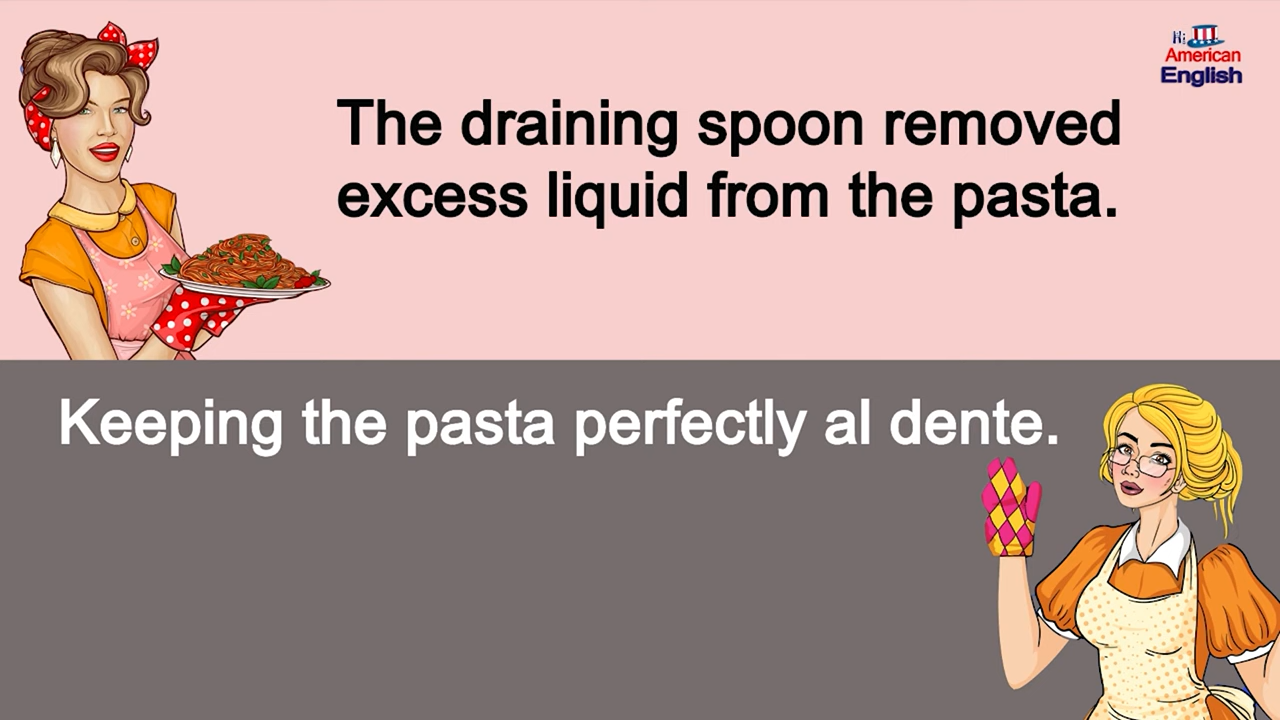 Hi
American
English
The draining spoon removed
excess liquid from the pasta.
Keeping the pasta perfectly al dente.